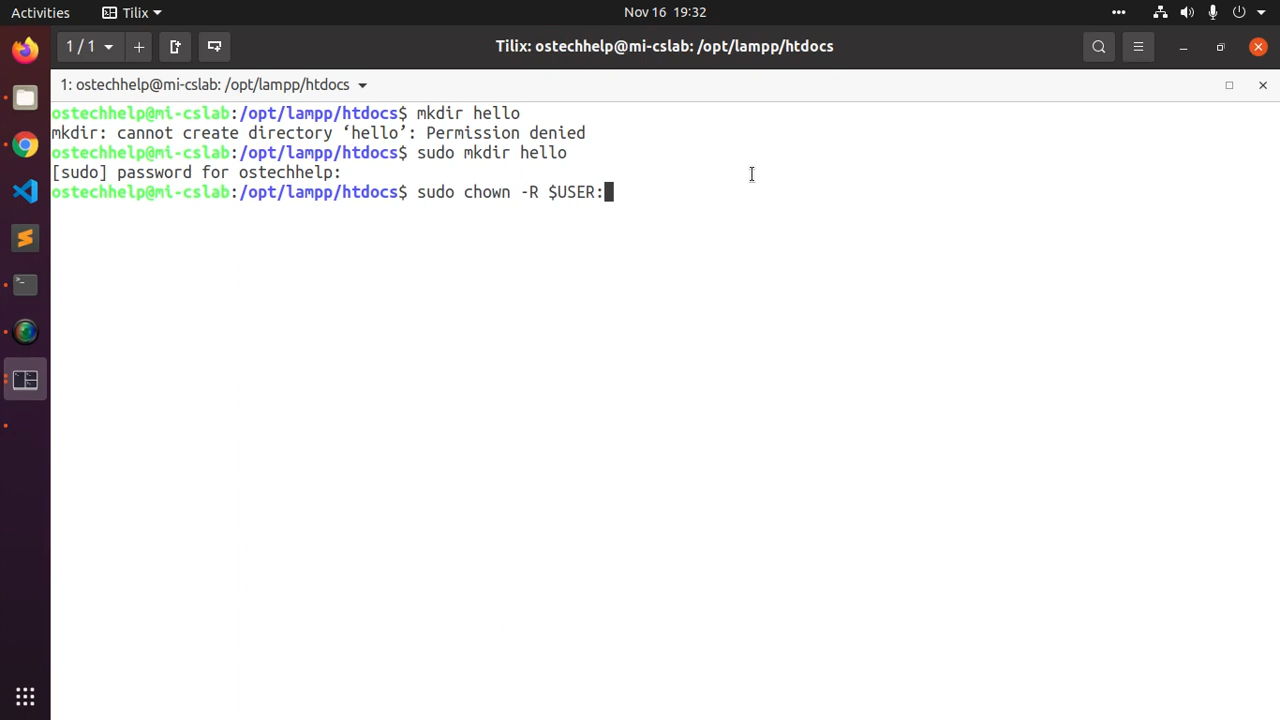 Activities Tilix Nov 16 19:32
1 / 1 Tilix: ostechhelp@mi-cslab: /opt/lampp/htdocs
1: ostechhelp@mi-cslab: /opt/lampp/htdocs
ostechhelp@mi-cslab:/opt/lampp/htdocs$ mkdir hello
mkdir: cannot create directory ‘hello’: Permission denied
ostechhelp@mi-cslab:/opt/lampp/htdocs$ sudo mkdir hello
[sudo] password for ostechhelp:
ostechhelp@mi-cslab:/opt/lampp/htdocs$ sudo chown -R $USER: